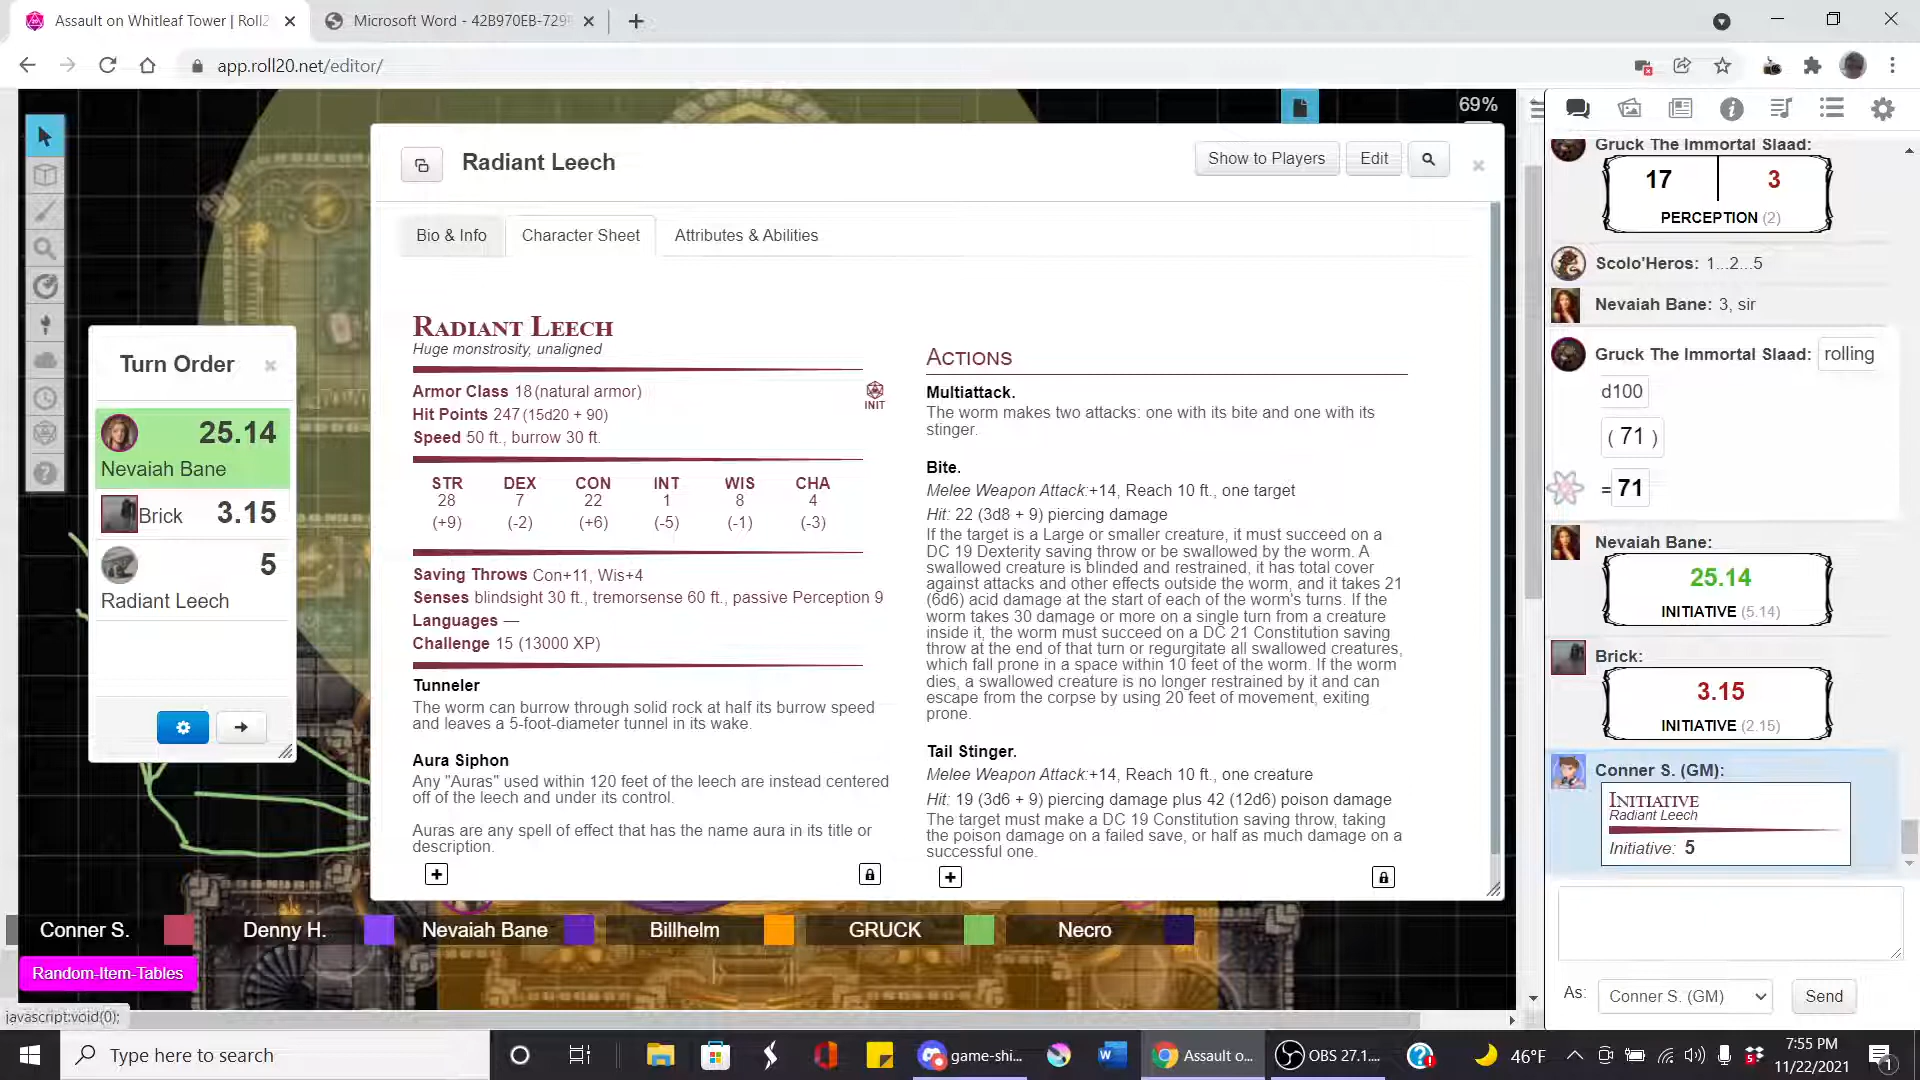 Assault on Whitleaf Tower | Roll2
Microsoft Word - 42B970EB-729
app.roll20.net/editor/
69%
Radiant Leech
Show to Players
Edit
Bio & Info
Character Sheet
Attributes & Abilities
Turn Order
25.14
Nevaiah Bane
Brick
3.15
5
Radiant Leech
RADIANT LEECH
Huge monstrosity, unaligned
Armor Class 18 (natural armor)
Hit Points 247 (15d20 + 90)
INIT
Speed 50 ft., burrow 30 ft.
STR DEX CON INT WIS CHA
28 7 22 1 8 4
(+9) (-2) (+6) (-5) (-1) (-3)
Saving Throws Con+11, Wis+4
Senses blindsight 30 ft., tremorsense 60 ft., passive Perception 9
Languages —
Challenge 15 (13000 XP)
Tunneler
The worm can burrow through solid rock at half its burrow speed
and leaves a 5-foot-diameter tunnel in its wake.
Aura Siphon
Any "Auras" used within 120 feet of the leech are instead centered
off of the leech and under its control.
Auras are any spell of effect that has the name aura in its title or
description.
ACTIONS
Multiattack.
The worm makes two attacks: one with its bite and one with its
stinger.
Bite.
Melee Weapon Attack:+14, Reach 10 ft., one target
Hit: 22 (3d8 + 9) piercing damage
If the target is a Large or smaller creature, it must succeed on a
DC 19 Dexterity saving throw or be swallowed by the worm. A
swallowed creature is blinded and restrained, it has total cover
against attacks and other effects outside the worm, and it takes 21
(6d6) acid damage at the start of each of the worm's turns. If the
worm takes 30 damage or more on a single turn from a creature
inside it, the worm must succeed on a DC 21 Constitution saving
throw at the end of that turn or regurgitate all swallowed creatures,
which fall prone in a space within 10 feet of the worm. If the worm
dies, a swallowed creature is no longer restrained by it and can
escape from the corpse by using 20 feet of movement, exiting
prone.
Tail Stinger.
Melee Weapon Attack:+14, Reach 10 ft., one creature
Hit: 19 (3d6 + 9) piercing damage plus 42 (12d6) poison damage
The target must make a DC 19 Constitution saving throw, taking
the poison damage on a failed save, or half as much damage on a
successful one.
Gruck The Immortal Slaad:
17 3
PERCEPTION (2)
Scolo'Heros: 1...2...5
Nevaiah Bane: 3, sir
Gruck The Immortal Slaad: rolling
d100
( 71 )
= 71
Nevaiah Bane:
25.14
INITIATIVE (5.14)
Brick:
3.15
INITIATIVE (2.15)
Conner S. (GM):
INITIATIVE
Radiant Leech
Initiative: 5
As: Conner S. (GM)
Send
Conner S.
Denny H.
Nevaiah Bane
Billhelm
GRUCK
Necro
Random-Item-Tables
javascript:void(0);
Type here to search
game-shi...
Assault o...
OBS 27.1....
46°F
7:55 PM
11/22/2021
1